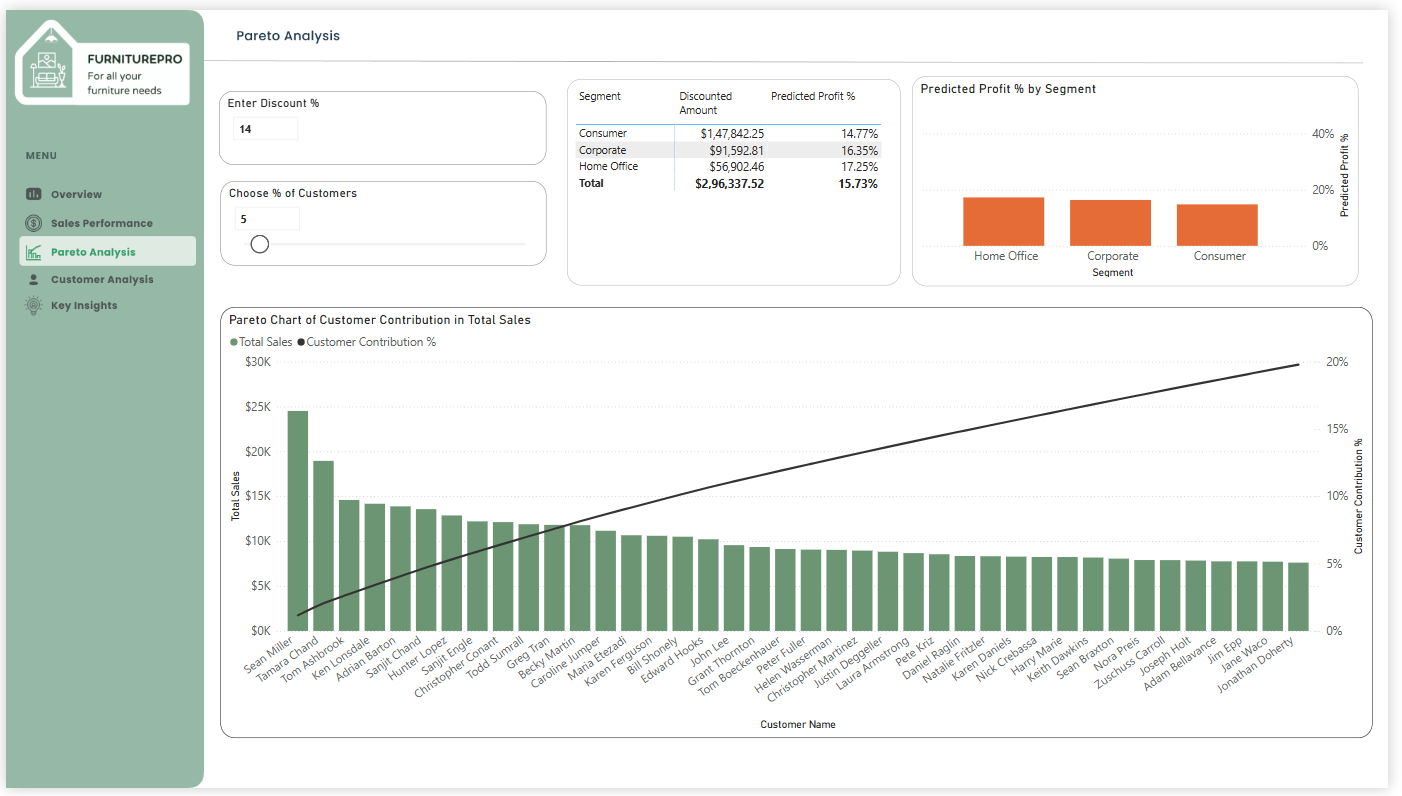 FURNITUREPRO
For all your
furniture needs
MENU
Overview
Sales Performance
Pareto Analysis
Customer Analysis
Key Insights
Pareto Analysis
Enter Discount %
14
Choose % of Customers
5
Segment Discounted Amount Predicted Profit %
Consumer $1,47,842.25 14.77%
Corporate $91,592.81 16.35%
Home Office $56,902.46 17.25%
Total $2,96,337.52 15.73%
Predicted Profit % by Segment
40%
20%
0%
Predicted Profit %
Home Office Corporate Consumer
Segment
Pareto Chart of Customer Contribution in Total Sales
Total Sales Customer Contribution %
$30K
$25K
$20K
$15K
$10K
$5K
$0K
Total Sales
20%
15%
10%
5%
0%
Customer Contribution %
Sean Miller
Tamara Chand
Tom Ashbrook
Ken Lonsdale
Adrian Barton
Sanjit Chand
Hunter Lopez
Sanjit Engle
Christopher Conant
Todd Sumrall
Greg Tran
Becky Martin
Caroline Jumper
Maria Etezadi
Karen Ferguson
Bill Shonely
Edward Hooks
John Lee
Grant Thornton
Tom Boeckenhauer
Peter Fuller
Helen Wasserman
Christopher Martinez
Justin Deggeller
Laura Armstrong
Pete Kriz
Daniel Raglin
Natalie Fritzler
Karen Daniels
Nick Crebassa
Harry Marie
Keith Dawkins
Sean Braxton
Nora Preis
Zuschuss Carroll
Joseph Holt
Adam Bellavance
Jim Epp
Jane Waco
Jonathan Doherty
Customer Name